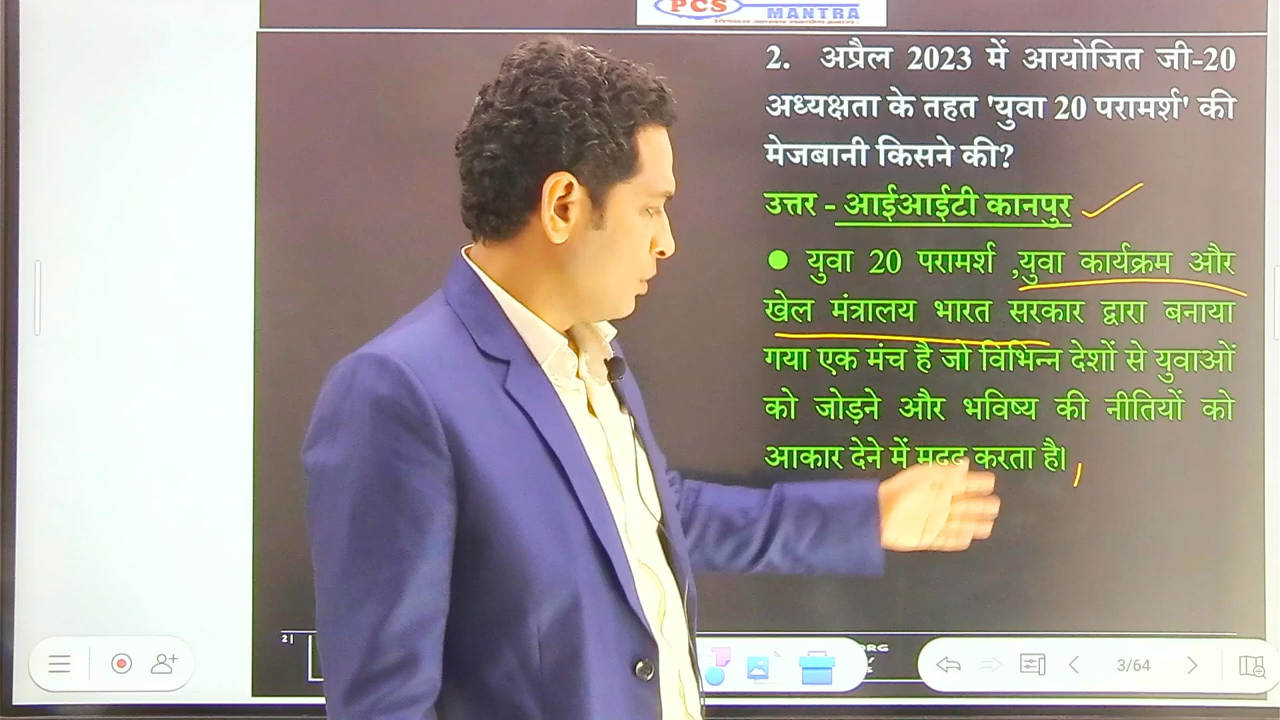 PCS
MANTRA
2. अप्रैल 2023 में आयोजित जी-20
अध्यक्षता के तहत 'युवा 20 परामर्श' की
मेजबानी किसने की?
उत्तर - आईआईटी कानपुर
● युवा 20 परामर्श ,युवा कार्यक्रम और
खेल मंत्रालय भारत सरकार द्वारा बनाया
गया एक मंच है जो विभिन्न देशों से युवाओं
को जोड़ने और भविष्य की नीतियों को
आकार देने में मदद करता है।
2
3/64